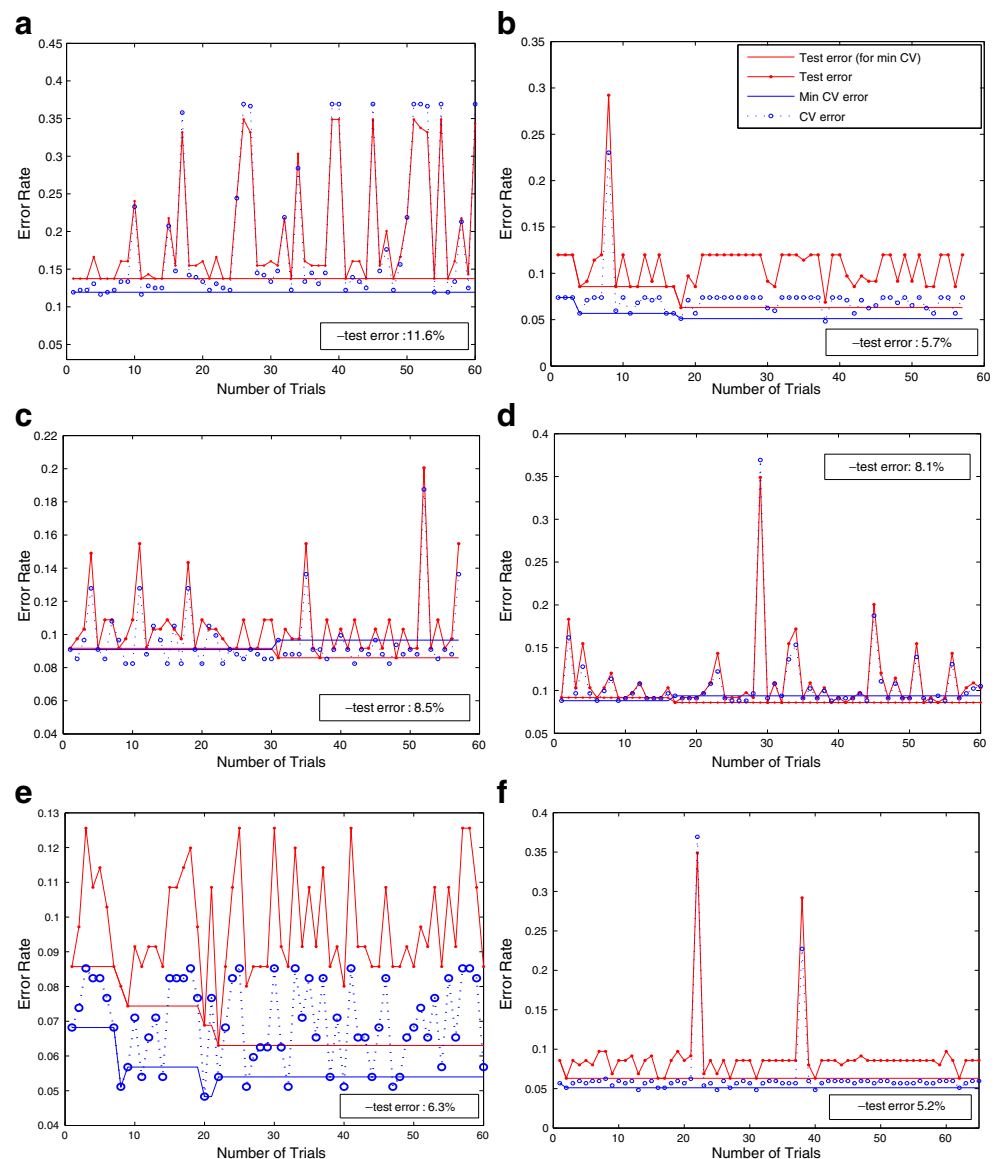 a
0.45
0.4
0.35
0.3
0.25
0.2
0.15
0.1
0.05
0 10 20 30 40 50 60
Error Rate
Number of Trials
–test error :11.6%
b
0.35
0.3
0.25
0.2
0.15
0.1
0.05
0
0 10 20 30 40 50 60
Error Rate
Number of Trials
Test error (for min CV)
Test error
Min CV error
CV error
–test error : 5.7%
c
0.22
0.2
0.18
0.16
0.14
0.12
0.1
0.08
0.06
0.04
0 10 20 30 40 50 60
Error Rate
Number of Trials
–test error : 8.5%
d
0.4
0.35
0.3
0.25
0.2
0.15
0.1
0.05
0 10 20 30 40 50 60
Error Rate
Number of Trials
–test error: 8.1%
e
0.13
0.12
0.11
0.1
0.09
0.08
0.07
0.06
0.05
0.04
0 10 20 30 40 50 60
Error Rate
Number of Trials
–test error : 6.3%
f
0.4
0.35
0.3
0.25
0.2
0.15
0.1
0.05
0
0 10 20 30 40 50 60
Error Rate
Number of Trials
–test error 5.2%